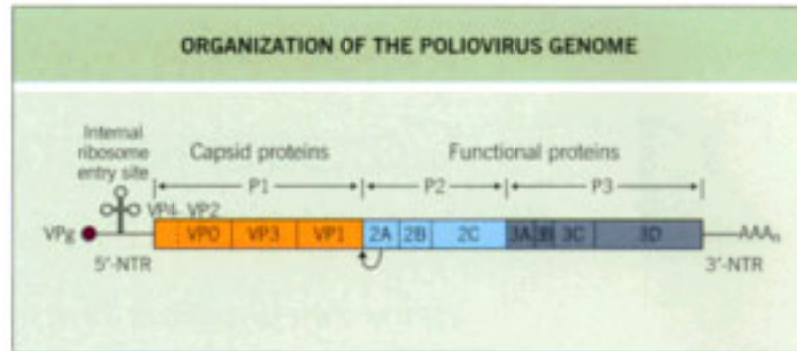 ORGANIZATION OF THE POLIOVIRUS GENOME
Internal
ribosome
entry site
Capsid proteins
Functional proteins
P1
P2
P3
VP4 VP2
VPg
VP0 VP3 VP1 2A 2B 2C 3A 3B 3C 3D
AAAn
5'-NTR
3'-NTR